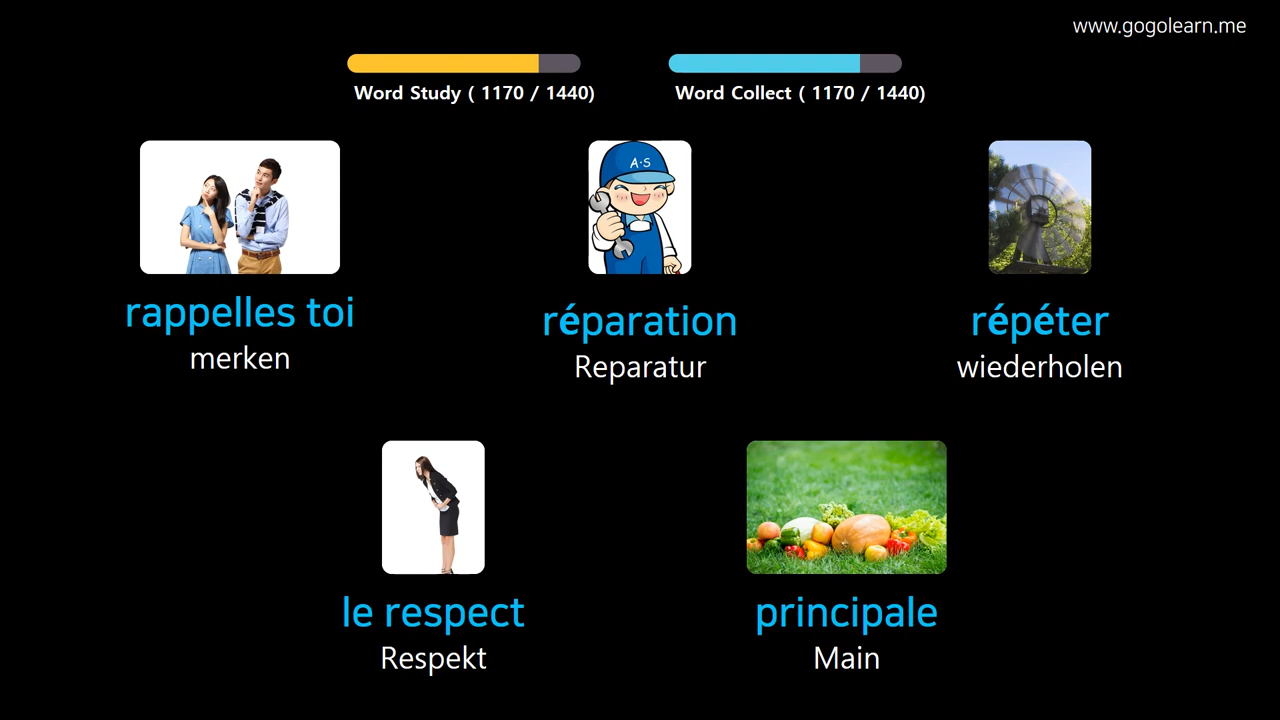 www.gogolearn.me
Word Study ( 1170 / 1440)
Word Collect ( 1170 / 1440)
A·S
rappelles toi
merken
réparation
Reparatur
répéter
wiederholen
le respect
Respekt
principale
Main